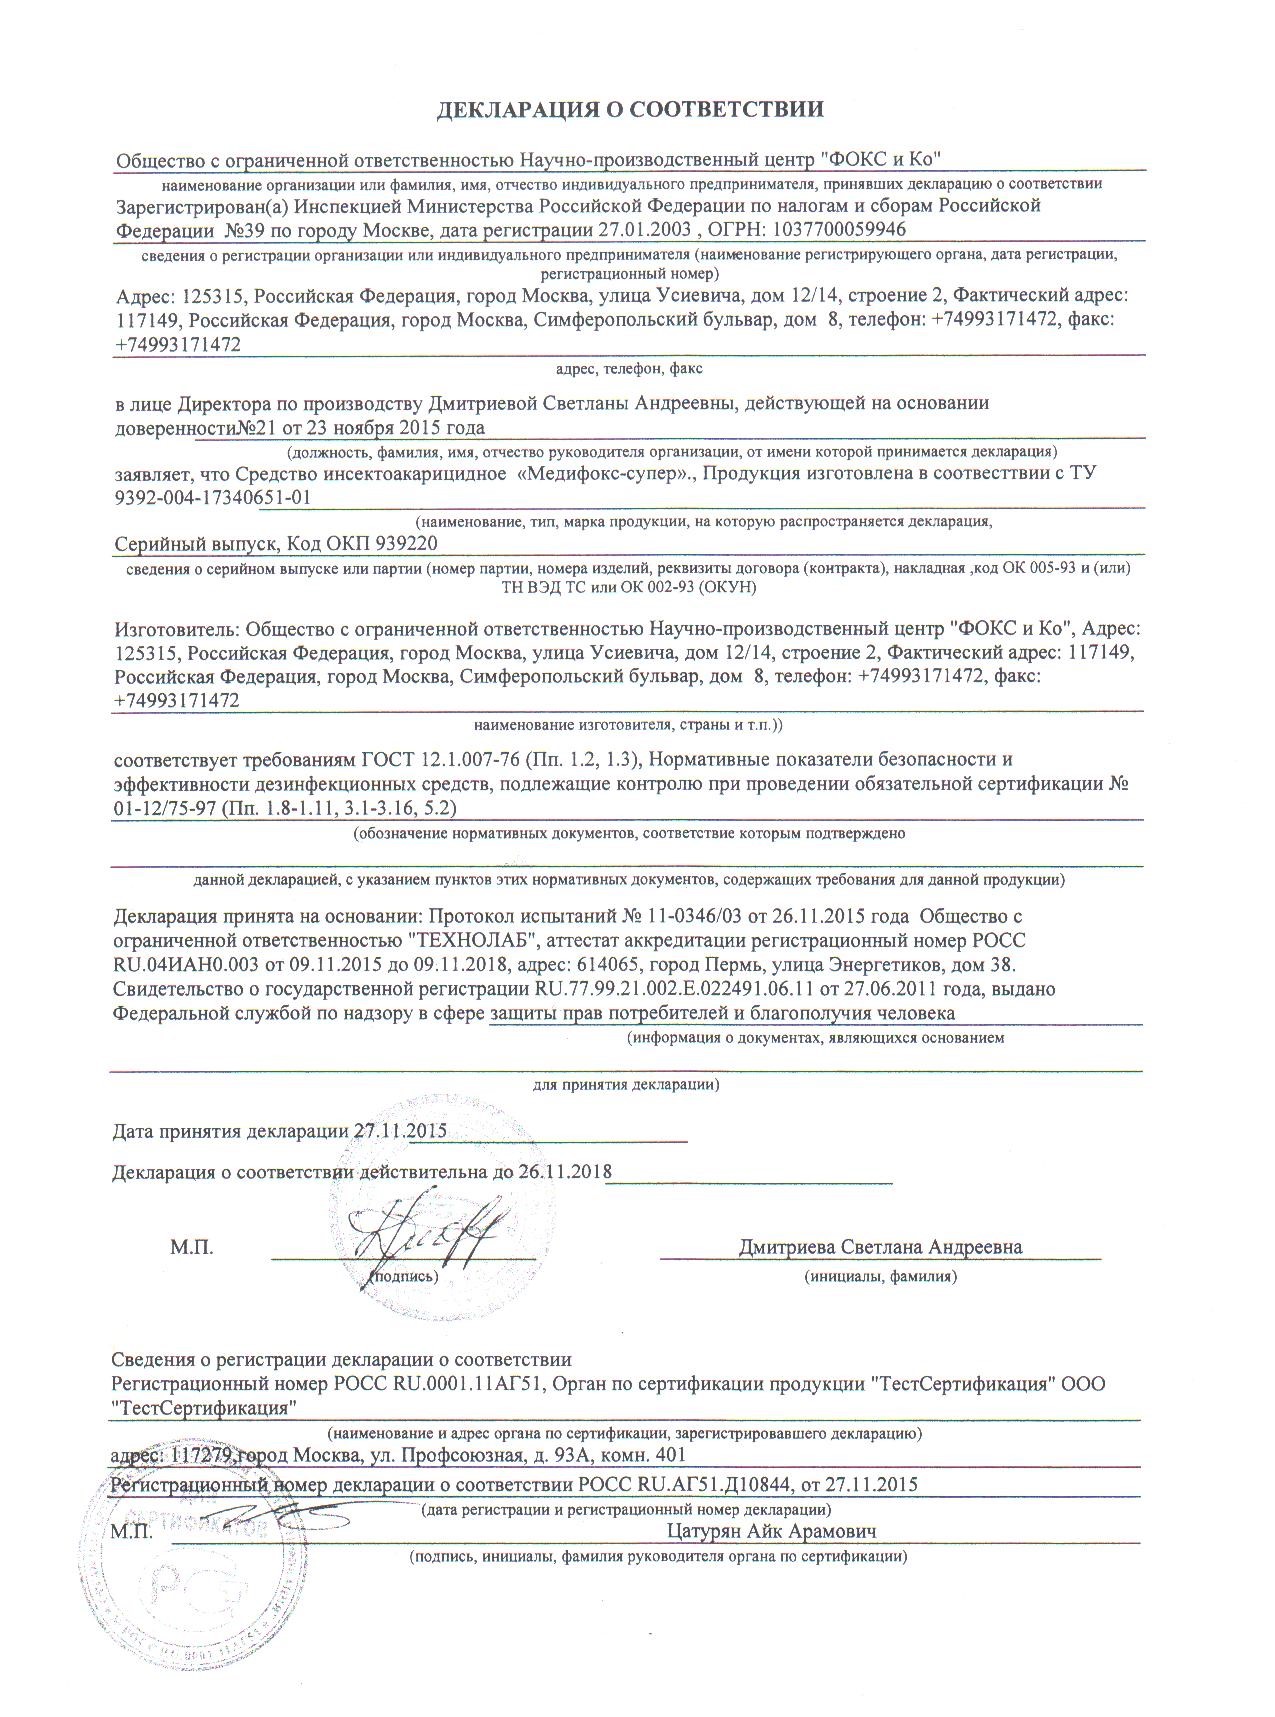 ДЕКЛАРАЦИЯ О СООТВЕТСТВИИ
Общество с ограниченной ответственностью Научно-производственный центр "ФОКС и Ко"
наименование организации или фамилия, имя, отчество индивидуального предпринимателя, принявших декларацию о соответствии
Зарегистрирован(а) Инспекцией Министерства Российской Федерации по налогам и сборам Российской
Федерации №39 по городу Москве, дата регистрации 27.01.2003 , ОГРН: 1037700059946
сведения о регистрации организации или индивидуального предпринимателя (наименование регистрирующего органа, дата регистрации,
регистрационный номер)
Адрес: 125315, Российская Федерация, город Москва, улица Усиевича, дом 12/14, строение 2, Фактический адрес:
117149, Российская Федерация, город Москва, Симферопольский бульвар, дом 8, телефон: +74993171472, факс:
+74993171472
адрес, телефон, факс
в лице Директора по производству Дмитриевой Светланы Андреевны, действующей на основании
доверенности№21 от 23 ноября 2015 года
(должность, фамилия, имя, отчество руководителя организации, от имени которой принимается декларация)
заявляет, что Средство инсектоакарицидное «Медифокс-супер»., Продукция изготовлена в соотвесттвии с ТУ
9392-004-17340651-01
(наименование, тип, марка продукции, на которую распространяется декларация,
Серийный выпуск, Код ОКП 939220
сведения о серийном выпуске или партии (номер партии, номера изделий, реквизиты договора (контракта), накладная ,код ОК 005-93 и (или)
ТН ВЭД ТС или ОК 002-93 (ОКУН)
Изготовитель: Общество с ограниченной ответственностью Научно-производственный центр "ФОКС и Ко", Адрес:
125315, Российская Федерация, город Москва, улица Усиевича, дом 12/14, строение 2, Фактический адрес: 117149,
Российская Федерация, город Москва, Симферопольский бульвар, дом 8, телефон: +74993171472, факс:
+74993171472
наименование изготовителя, страны и т.п.))
соответствует требованиям ГОСТ 12.1.007-76 (Пп. 1.2, 1.3), Нормативные показатели безопасности и
эффективности дезинфекционных средств, подлежащие контролю при проведении обязательной сертификации №
01-12/75-97 (Пп. 1.8-1.11, 3.1-3.16, 5.2)
(обозначение нормативных документов, соответствие которым подтверждено
данной декларацией, с указанием пунктов этих нормативных документов, содержащих требования для данной продукции)
Декларация принята на основании: Протокол испытаний № 11-0346/03 от 26.11.2015 года Общество с
ограниченной ответственностью "ТЕХНОЛАБ", аттестат аккредитации регистрационный номер РОСС
RU.04ИАН0.003 от 09.11.2015 до 09.11.2018, адрес: 614065, город Пермь, улица Энергетиков, дом 38.
Свидетельство о государственной регистрации RU.77.99.21.002.Е.022491.06.11 от 27.06.2011 года, выдано
Федеральной службой по надзору в сфере защиты прав потребителей и благополучия человека
(информация о документах, являющихся основанием
для принятия декларации)
Дата принятия декларации 27.11.2015
Декларация о соответствии действительна до 26.11.2018
М.П. Дмитриева Светлана Андреевна
(подпись) (инициалы, фамилия)
Сведения о регистрации декларации о соответствии
Регистрационный номер РОСС RU.0001.11АГ51, Орган по сертификации продукции "ТестСертификация" ООО
"ТестСертификация"
(наименование и адрес органа по сертификации, зарегистрировавшего декларацию)
адрес: 117279,город Москва, ул. Профсоюзная, д. 93А, комн. 401
Регистрационный номер декларации о соответствии РОСС RU.АГ51.Д10844, от 27.11.2015
(дата регистрации и регистрационный номер декларации)
СЕРТИФИКАТОВ
М.П. Цатурян Айк Арамович
(подпись, инициалы, фамилия руководителя органа по сертификации)